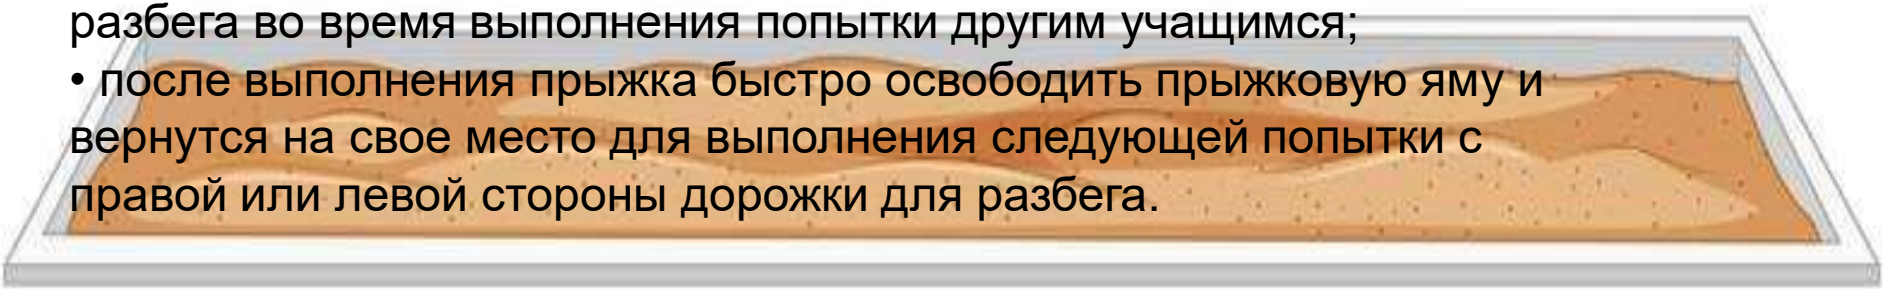 разбега во время выполнения попытки другим учащимся;
• после выполнения прыжка быстро освободить прыжковую яму и
вернутся на свое место для выполнения следующей попытки с
правой или левой стороны дорожки для разбега.